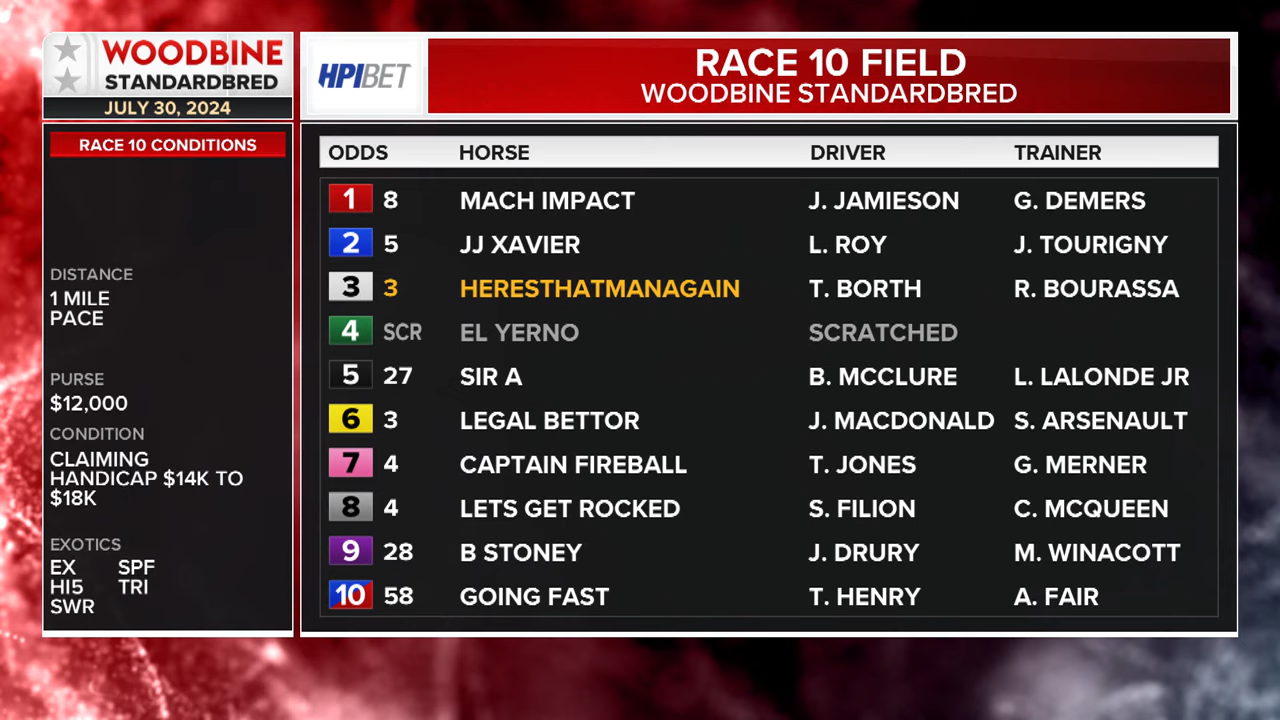 WOODBINE
STANDARDBRED
JULY 30, 2024
HPIBET
RACE 10 FIELD
WOODBINE STANDARDBRED
RACE 10 CONDITIONS
DISTANCE
1 MILE
PACE
PURSE
$12,000
CONDITION
CLAIMING
HANDICAP $14K TO
$18K
EXOTICS
EX SPF
HI5 TRI
SWR
ODDS HORSE DRIVER TRAINER
1 8 MACH IMPACT J. JAMIESON G. DEMERS
2 5 JJ XAVIER L. ROY J. TOURIGNY
3 3 HERESTHATMANAGAIN T. BORTH R. BOURASSA
4 SCR EL YERNO SCRATCHED
5 27 SIR A B. MCCLURE L. LALONDE JR
6 3 LEGAL BETTOR J. MACDONALD S. ARSENAULT
7 4 CAPTAIN FIREBALL T. JONES G. MERNER
8 4 LETS GET ROCKED S. FILION C. MCQUEEN
9 28 B STONEY J. DRURY M. WINACOTT
10 58 GOING FAST T. HENRY A. FAIR